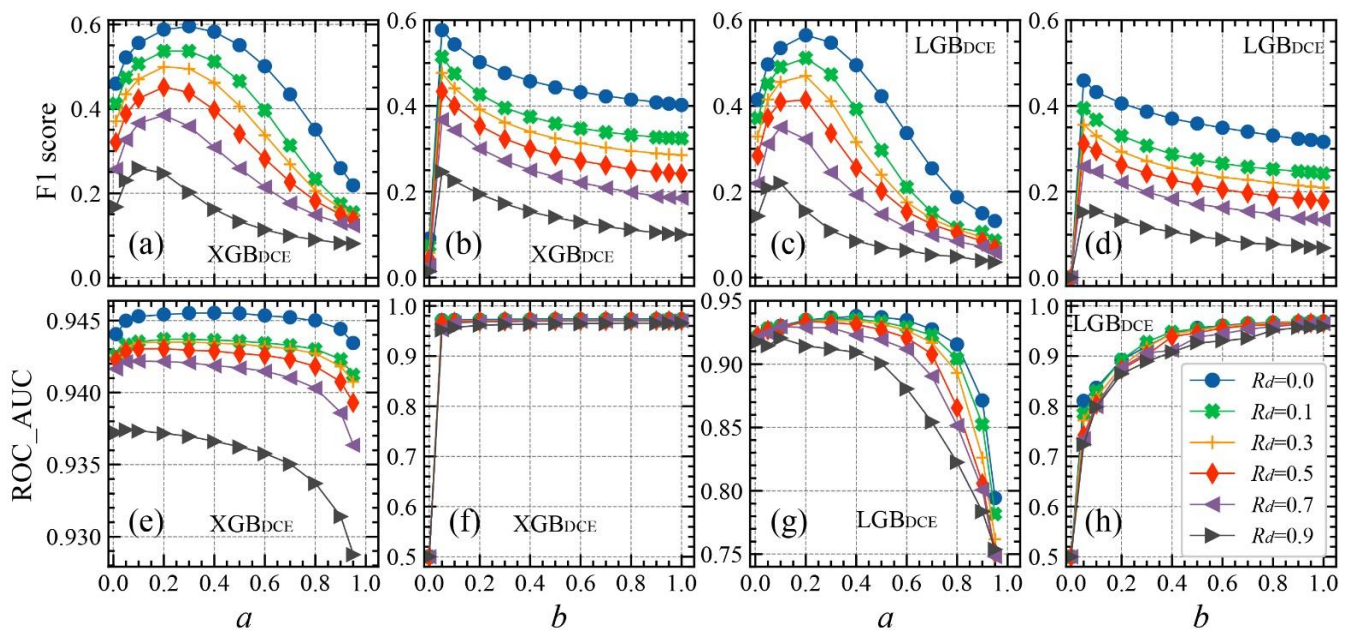 F1 score
0.6
0.4
0.2
0.0
(a)
XGBDCE
0.6
0.4
0.2
0.0
(b)
XGBDCE
0.6
0.4
0.2
0.0
(c)
LGBDCE
0.6
0.4
0.2
0.0
(d)
LGBDCE
ROC_AUC
0.945
0.940
0.935
0.930
(e)
XGBDCE
0.0 0.2 0.4 0.6 0.8 1.0
a
1.0
0.9
0.8
0.7
0.6
0.5
(f)
XGBDCE
0.0 0.2 0.4 0.6 0.8 1.0
b
0.95
0.90
0.85
0.80
0.75
(g)
LGBDCE
0.0 0.2 0.4 0.6 0.8 1.0
a
1.0
0.9
0.8
0.7
0.6
0.5
LGBDCE
(h)
Rd=0.0
Rd=0.1
Rd=0.3
Rd=0.5
Rd=0.7
Rd=0.9
0.0 0.2 0.4 0.6 0.8 1.0
b